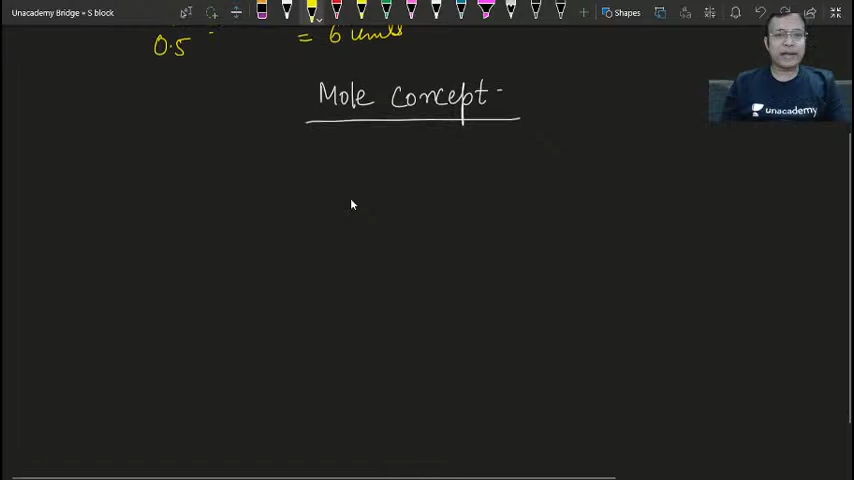 Unacademy Bridge + S block
Shapes
0.5 = 6 units
Mole Concept -
unacademy